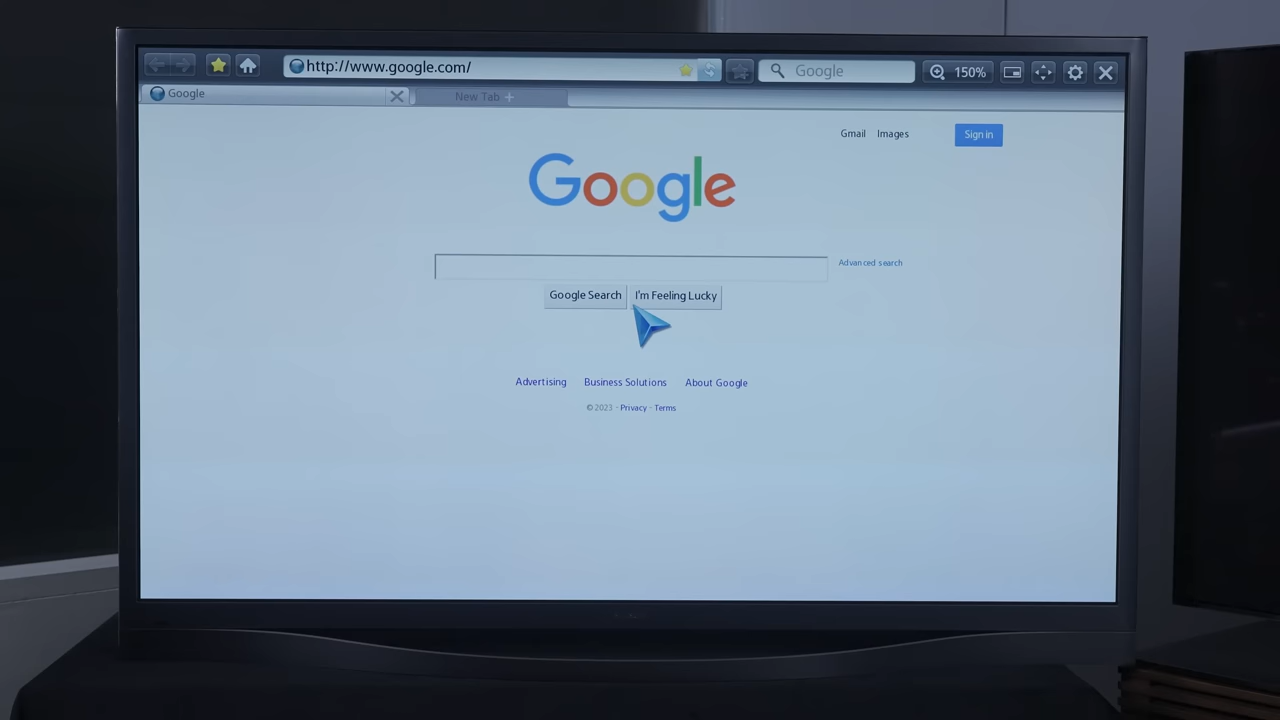 http://www.google.com/
Google
150%
Google
New Tab +
Gmail Images Sign in
Google
Advanced search
Google Search I'm Feeling Lucky
Advertising Business Solutions About Google
© 2023 - Privacy - Terms